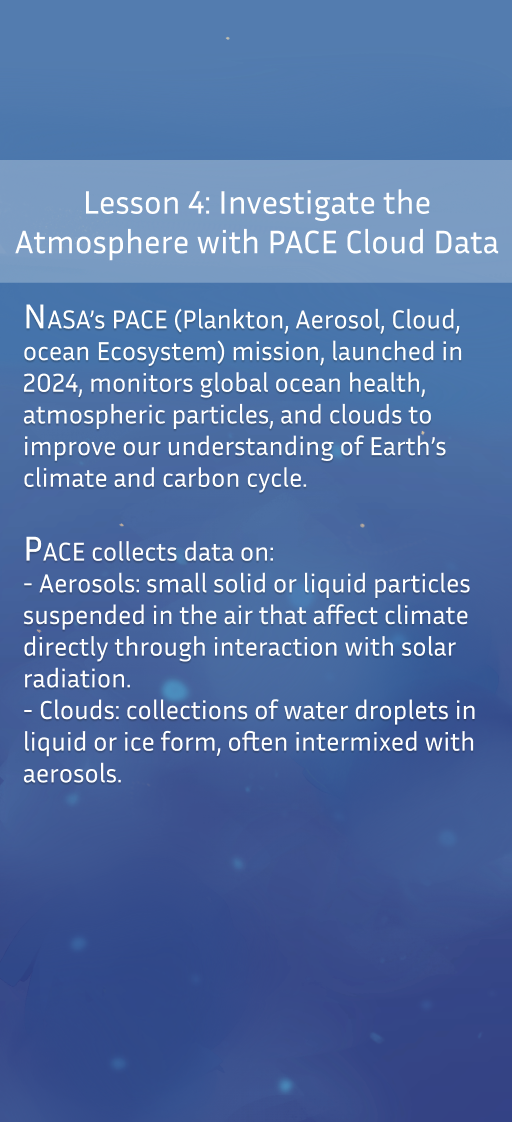 Lesson 4: Investigate the
Atmosphere with PACE Cloud Data
NASA's PACE (Plankton, Aerosol, Cloud,
ocean Ecosystem) mission, launched in
2024, monitors global ocean health,
atmospheric particles, and clouds to
improve our understanding of Earth's
climate and carbon cycle.
PACE collects data on:
- Aerosols: small solid or liquid particles
suspended in the air that affect climate
directly through interaction with solar
radiation.
- Clouds: collections of water droplets in
liquid or ice form, often intermixed with
aerosols.